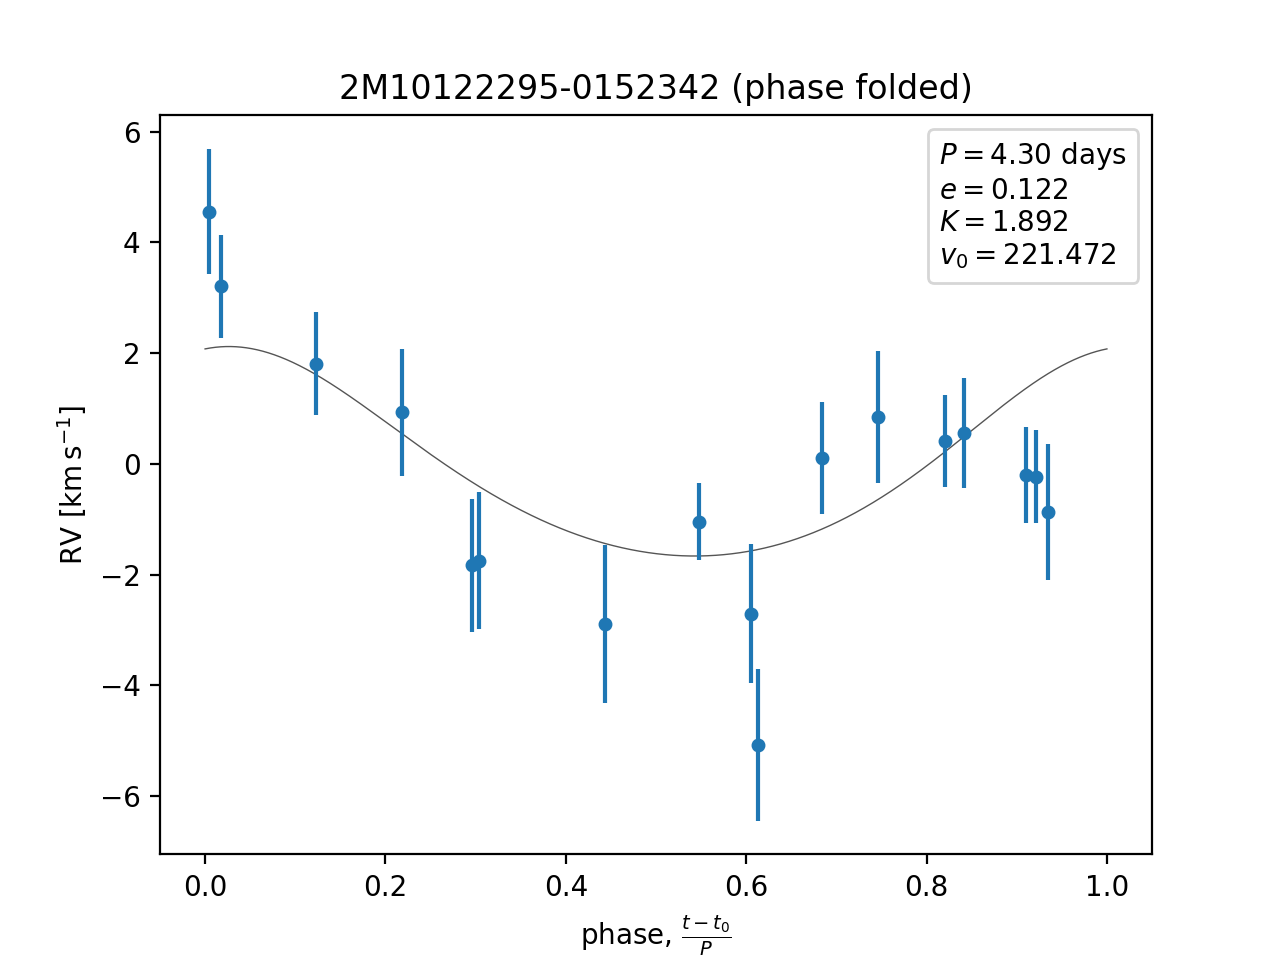 2M10122295-0152342 (phase folded)
P = 4.30 days
e = 0.122
K = 1.892
v₀ = 221.472
RV [km s⁻¹]
6
4
2
0
−2
−4
−6
0.0 0.2 0.4 0.6 0.8 1.0
phase, (t − t₀)/P